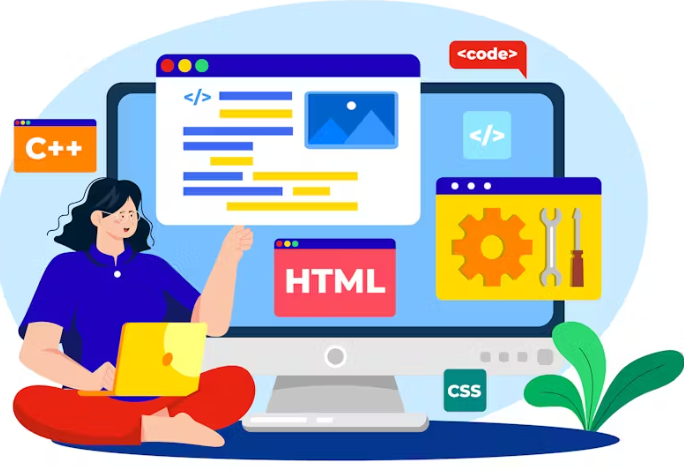 <code>
</>
C++
</>
HTML
CSS